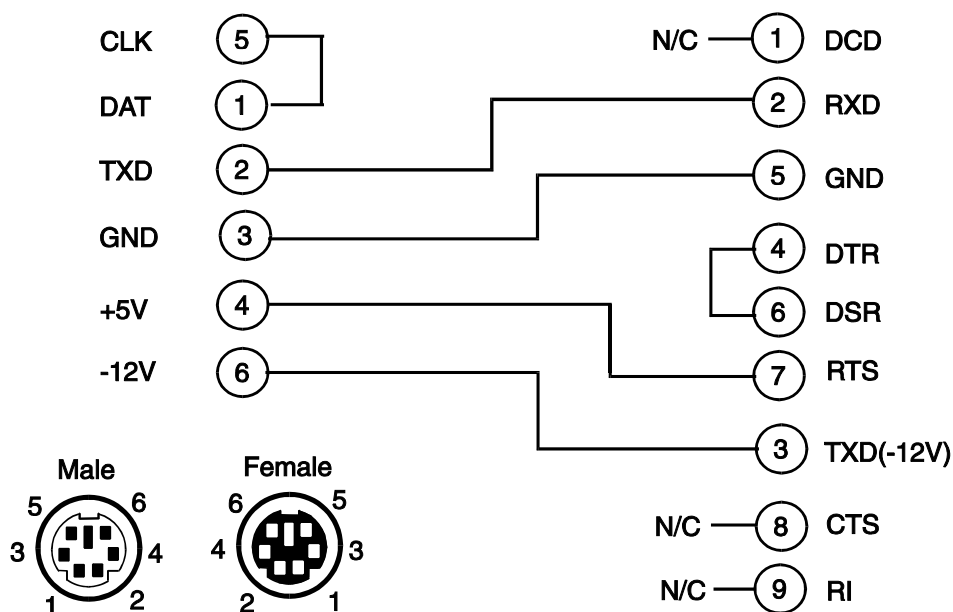 CLK 5
N/C 1 DCD
DAT 1
2 RXD
TXD 2
5 GND
GND 3
4 DTR
+5V 4
6 DSR
-12V 6
7 RTS
3 TXD(-12V)
Male
5 6
3 4
1 2
Female
6 5
4 3
2 1
N/C 8 CTS
N/C 9 RI